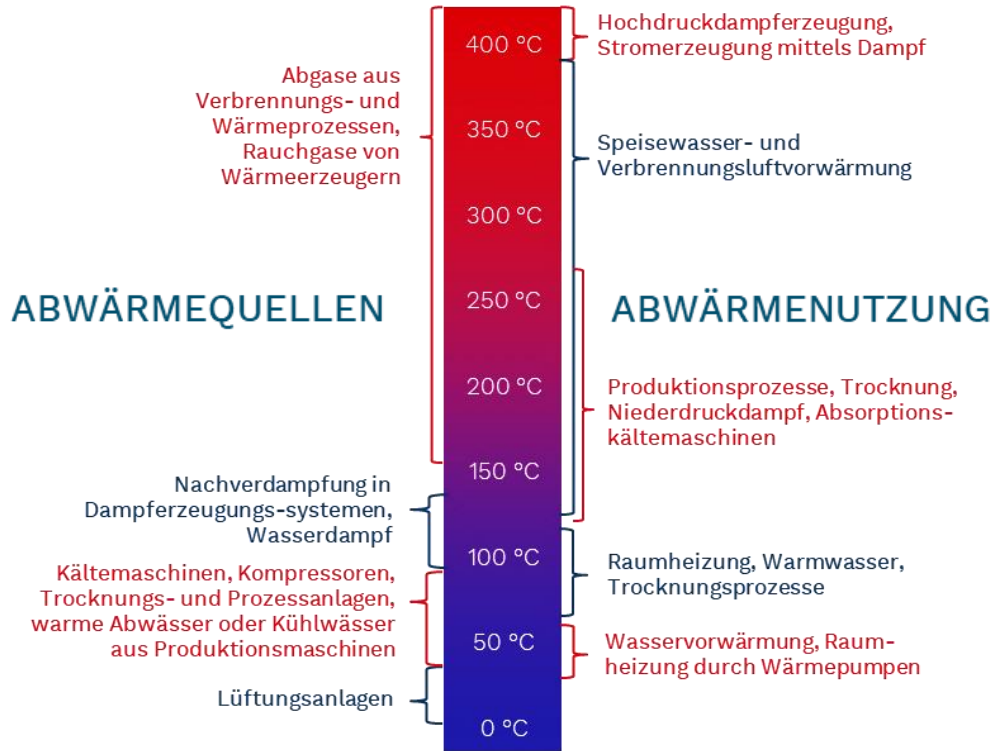 ABWÄRMEQUELLEN
Abgase aus
Verbrennungs- und
Wärmeprozessen,
Rauchgase von
Wärmeerzeugern
Nachverdampfung in
Dampferzeugungs-systemen,
Wasserdampf
Kältemaschinen, Kompressoren,
Trocknungs- und Prozessanlagen,
warme Abwässer oder Kühlwässer
aus Produktionsmaschinen
Lüftungsanlagen
400 °C
350 °C
300 °C
250 °C
200 °C
150 °C
100 °C
50 °C
0 °C
ABWÄRMENUTZUNG
Hochdruckdampferzeugung,
Stromerzeugung mittels Dampf
Speisewasser- und
Verbrennungsluftvorwärmung
Produktionsprozesse, Trocknung,
Niederdruckdampf, Absorptions-
kältemaschinen
Raumheizung, Warmwasser,
Trocknungsprozesse
Wasservorwärmung, Raum-
heizung durch Wärmepumpen